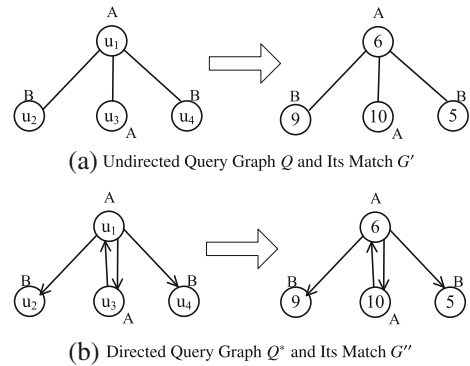 A A
u₁ 6
B B B B
u₂ u₃ u₄ 9 10 5
A A
(a) Undirected Query Graph Q and Its Match G′
A A
u₁ 6
B B B B
u₂ u₃ u₄ 9 10 5
A A
(b) Directed Query Graph Q* and Its Match G″